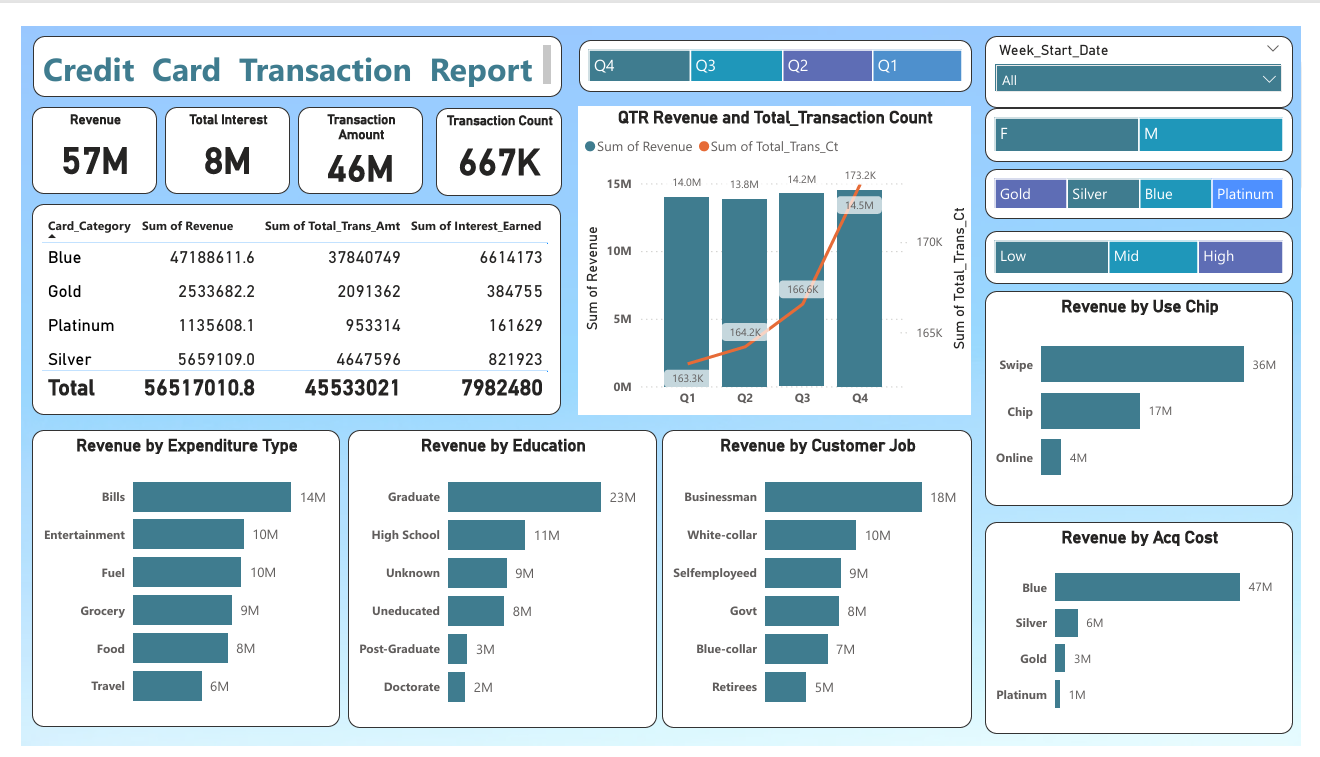 Credit Card Transaction Report
Q4 Q3 Q2 Q1
Week_Start_Date
All
F M
Gold Silver Blue Platinum
Low Mid High
Revenue
57M
Total Interest
8M
Transaction
Amount
46M
Transaction Count
667K
Card_Category Sum of Revenue Sum of Total_Trans_Amt Sum of Interest_Earned
Blue 47188611.6 37840749 6614173
Gold 2533682.2 2091362 384755
Platinum 1135608.1 953314 161629
Silver 5659109.0 4647596 821923
Total 56517010.8 45533021 7982480
QTR Revenue and Total_Transaction Count
Sum of Revenue Sum of Total_Trans_Ct
Sum of Revenue
15M
10M
5M
0M
14.0M 13.8M 14.2M 14.5M
163.3K 164.2K 166.6K 173.2K
170K
165K
Sum of Total_Trans_Ct
Q1 Q2 Q3 Q4
Revenue by Use Chip
Swipe 36M
Chip 17M
Online 4M
Revenue by Expenditure Type
Bills 14M
Entertainment 10M
Fuel 10M
Grocery 9M
Food 8M
Travel 6M
Revenue by Education
Graduate 23M
High School 11M
Unknown 9M
Uneducated 8M
Post-Graduate 3M
Doctorate 2M
Revenue by Customer Job
Businessman 18M
White-collar 10M
Selfemployeed 9M
Govt 8M
Blue-collar 7M
Retirees 5M
Revenue by Acq Cost
Blue 47M
Silver 6M
Gold 3M
Platinum 1M